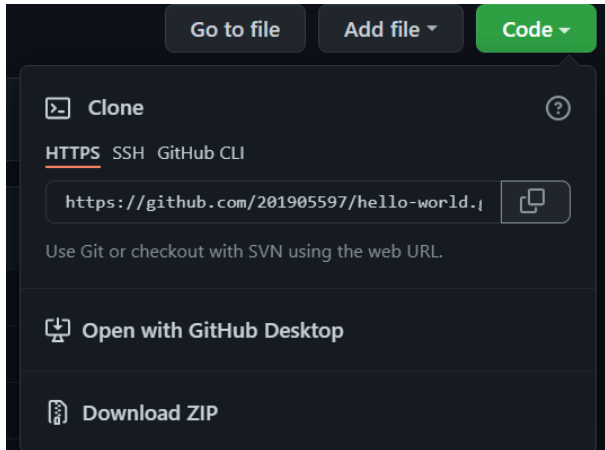 Go to file Add file Code
Clone
HTTPS SSH GitHub CLI
https://github.com/201905597/hello-world.g
Use Git or checkout with SVN using the web URL.
Open with GitHub Desktop
Download ZIP